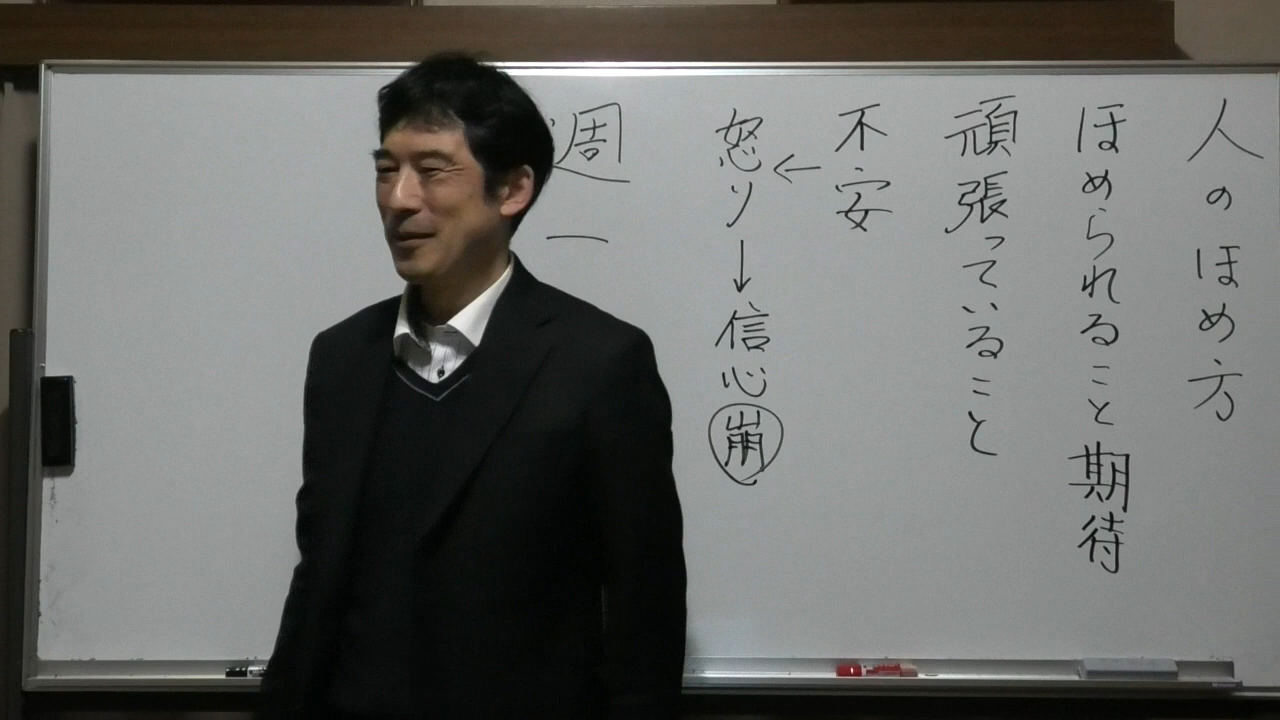 人のほめ方
ほめられること期待
頑張っていること
不安
← 怒り→信心崩
週一